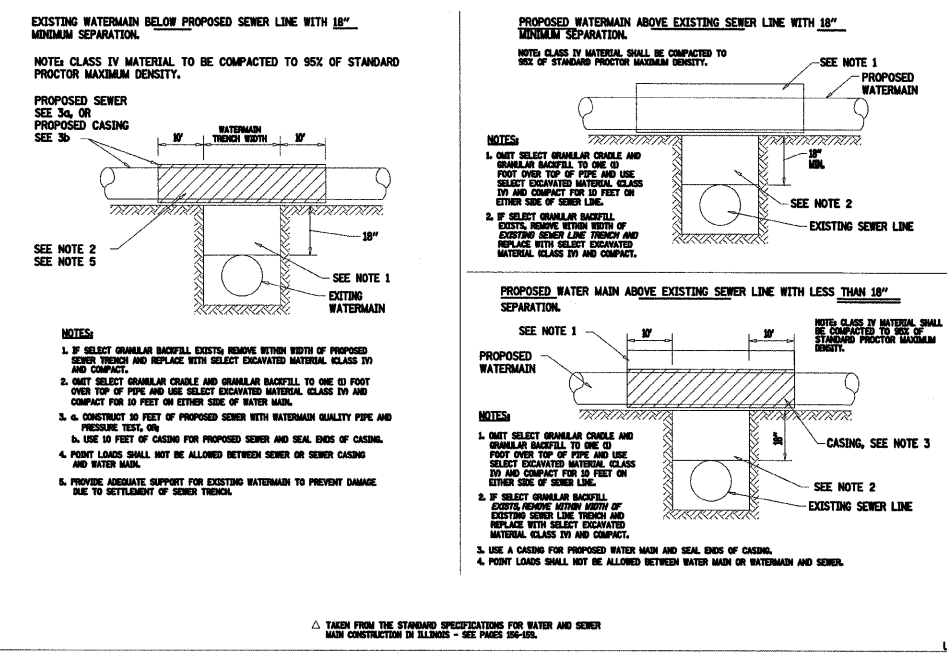 EXISTING WATERMAIN BELOW PROPOSED SEWER LINE WITH 18"
MINIMUM SEPARATION.
NOTE: CLASS IV MATERIAL TO BE COMPACTED TO 95% OF STANDARD
PROCTOR MAXIMUM DENSITY.
PROPOSED SEWER
SEE 3a, OR
PROPOSED CASING
SEE 3b
10'
WATERMAIN
TRENCH WIDTH
10'
18"
SEE NOTE 2
SEE NOTE 5
SEE NOTE 1
EXITING
WATERMAIN
NOTES:
1. IF SELECT GRANULAR BACKFILL EXISTS; REMOVE WITHIN WIDTH OF PROPOSED
SEWER TRENCH AND REPLACE WITH SELECT EXCAVATED MATERIAL (CLASS IV)
AND COMPACT.
2. OMIT SELECT GRANULAR CRADLE AND GRANULAR BACKFILL TO ONE (1) FOOT
OVER TOP OF PIPE AND USE SELECT EXCAVATED MATERIAL (CLASS IV) AND
COMPACT FOR 10 FEET ON EITHER SIDE OF WATER MAIN.
3. a. CONSTRUCT 10 FEET OF PROPOSED SEWER WITH WATERMAIN QUALITY PIPE AND
PRESSURE TEST, OR;
b. USE 10 FEET OF CASING FOR PROPOSED SEWER AND SEAL ENDS OF CASING.
4. POINT LOADS SHALL NOT BE ALLOWED BETWEEN SEWER OR SEWER CASING
AND WATER MAIN.
5. PROVIDE ADEQUATE SUPPORT FOR EXISTING WATERMAIN TO PREVENT DAMAGE
DUE TO SETTLEMENT OF SEWER TRENCH.
PROPOSED WATERMAIN ABOVE EXISTING SEWER LINE WITH 18"
MINIMUM SEPARATION.
NOTE: CLASS IV MATERIAL SHALL BE COMPACTED TO
95% OF STANDARD PROCTOR MAXIMUM DENSITY.
SEE NOTE 1
PROPOSED
WATERMAIN
NOTES:
1. OMIT SELECT GRANULAR CRADLE AND
GRANULAR BACKFILL TO ONE (1)
FOOT OVER TOP OF PIPE AND USE
SELECT EXCAVATED MATERIAL (CLASS
IV) AND COMPACT FOR 10 FEET ON
EITHER SIDE OF SEWER LINE.
2. IF SELECT GRANULAR BACKFILL
EXISTS, REMOVE WITHIN WIDTH OF
EXISTING SEWER LINE TRENCH AND
REPLACE WITH SELECT EXCAVATED
MATERIAL (CLASS IV) AND COMPACT.
18"
MIN.
SEE NOTE 2
EXISTING SEWER LINE
PROPOSED WATER MAIN ABOVE EXISTING SEWER LINE WITH LESS THAN 18"
SEPARATION.
NOTE: CLASS IV MATERIAL SHALL
BE COMPACTED TO 95% OF
STANDARD PROCTOR MAXIMUM
DENSITY.
SEE NOTE 1
10'
10'
PROPOSED
WATERMAIN
NOTES:
1. OMIT SELECT GRANULAR CRADLE AND
GRANULAR BACKFILL TO ONE (1)
FOOT OVER TOP OF PIPE AND USE
SELECT EXCAVATED MATERIAL (CLASS
IV) AND COMPACT FOR 10 FEET ON
EITHER SIDE OF SEWER LINE.
2. IF SELECT GRANULAR BACKFILL
EXISTS, REMOVE WITHIN WIDTH OF
EXISTING SEWER LINE TRENCH AND
REPLACE WITH SELECT EXCAVATED
MATERIAL (CLASS IV) AND COMPACT.
18"
CASING, SEE NOTE 3
SEE NOTE 2
EXISTING SEWER LINE
3. USE A CASING FOR PROPOSED WATER MAIN AND SEAL ENDS OF CASING.
4. POINT LOADS SHALL NOT BE ALLOWED BETWEEN WATER MAIN OR WATERMAIN AND SEWER.
△ TAKEN FROM THE STANDARD SPECIFICATIONS FOR WATER AND SEWER
MAIN CONSTRUCTION IN ILLINOIS - SEE PAGES 156-159.